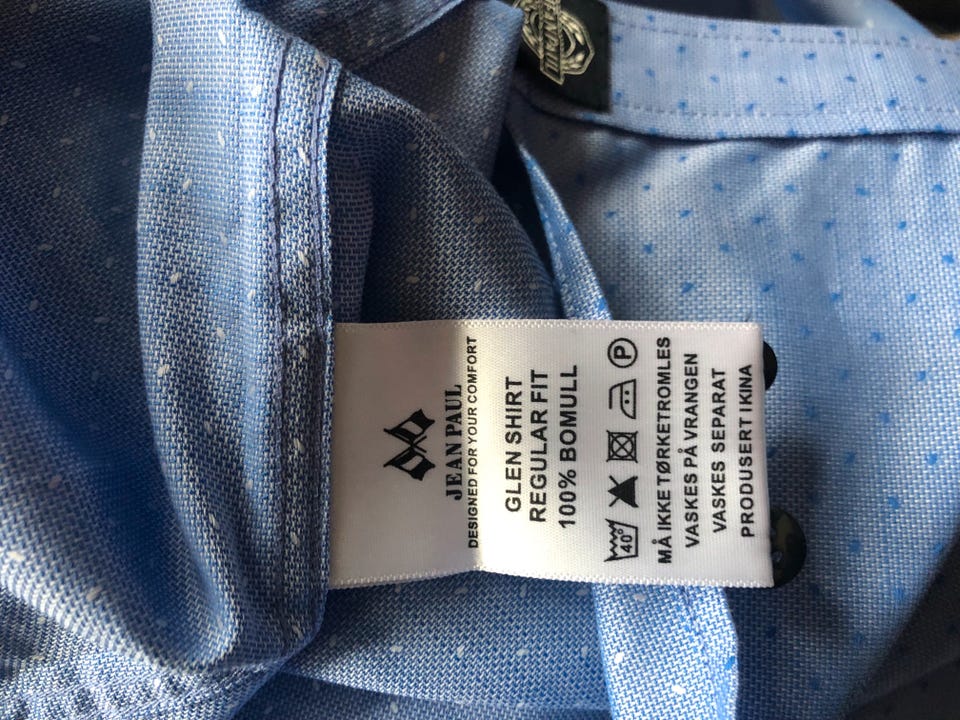 JEAN PAUL
DESIGNED FOR YOUR COMFORT
GLEN SHIRT
REGULAR FIT
100% BOMULL
40° P
MÅ IKKE TØRKETROMLES
VASKES PÅ VRANGEN
VASKES SEPARAT
PRODUSERT I KINA